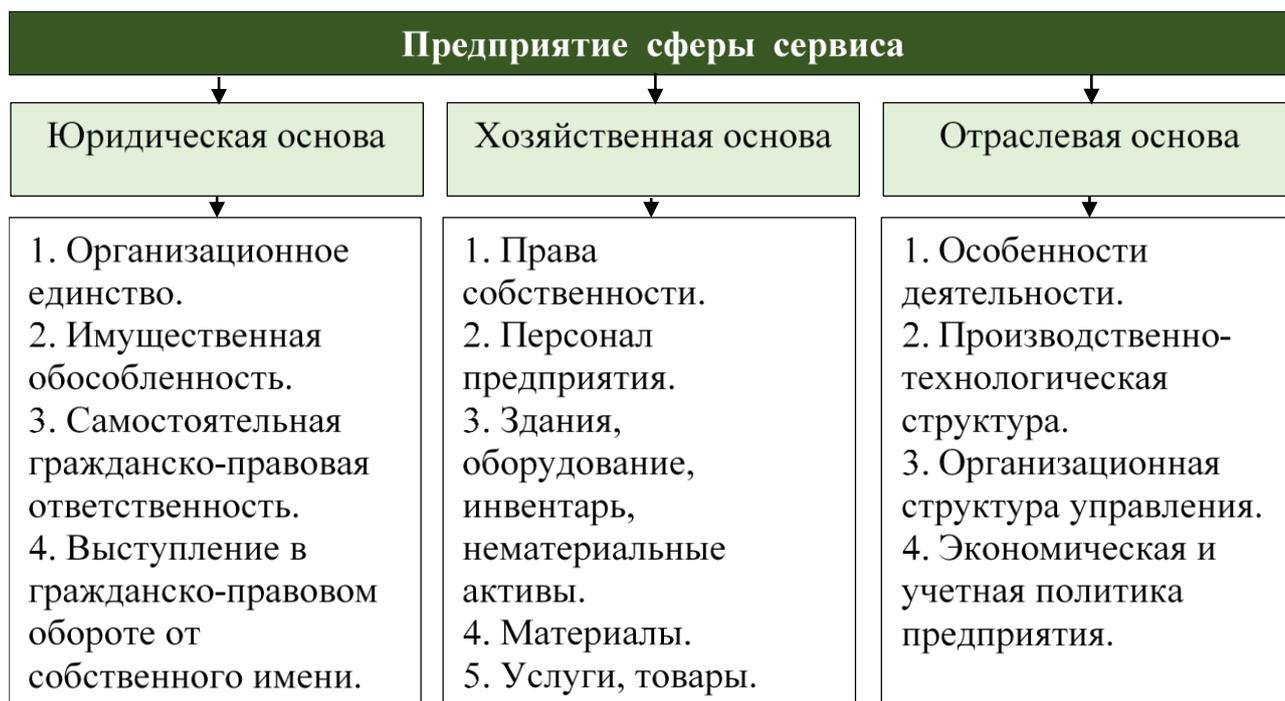 Предприятие сферы сервиса
Юридическая основа
Хозяйственная основа
Отраслевая основа
1. Организационное
единство.
2. Имущественная
обособленность.
3. Самостоятельная
гражданско-правовая
ответственность.
4. Выступление в
гражданско-правовом
обороте от
собственного имени.
1. Права
собственности.
2. Персонал
предприятия.
3. Здания,
оборудование,
инвентарь,
нематериальные
активы.
4. Материалы.
5. Услуги, товары.
1. Особенности
деятельности.
2. Производственно-
технологическая
структура.
3. Организационная
структура управления.
4. Экономическая и
учетная политика
предприятия.